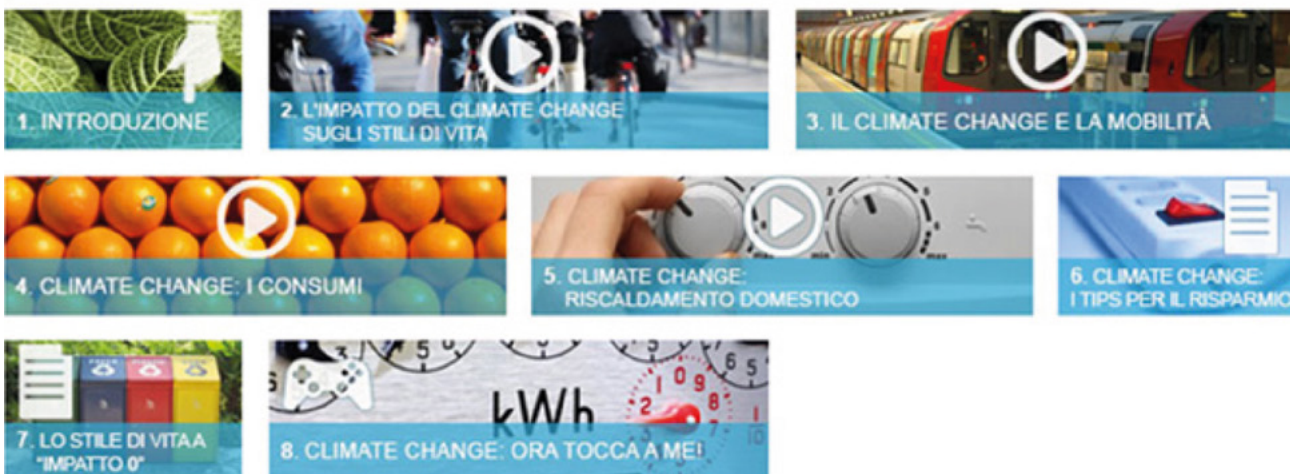 1. INTRODUZIONE
2. L'IMPATTO DEL CLIMATE CHANGE
SUGLI STILI DI VITA
3. IL CLIMATE CHANGE E LA MOBILITÀ
4. CLIMATE CHANGE: I CONSUMI
5. CLIMATE CHANGE:
RISCALDAMENTO DOMESTICO
min
max
6. CLIMATE CHANGE:
I TIPS PER IL RISPARMIO
7. LO STILE DI VITA A
"IMPATTO 0"
kWh
8. CLIMATE CHANGE: ORA TOCCA A ME!